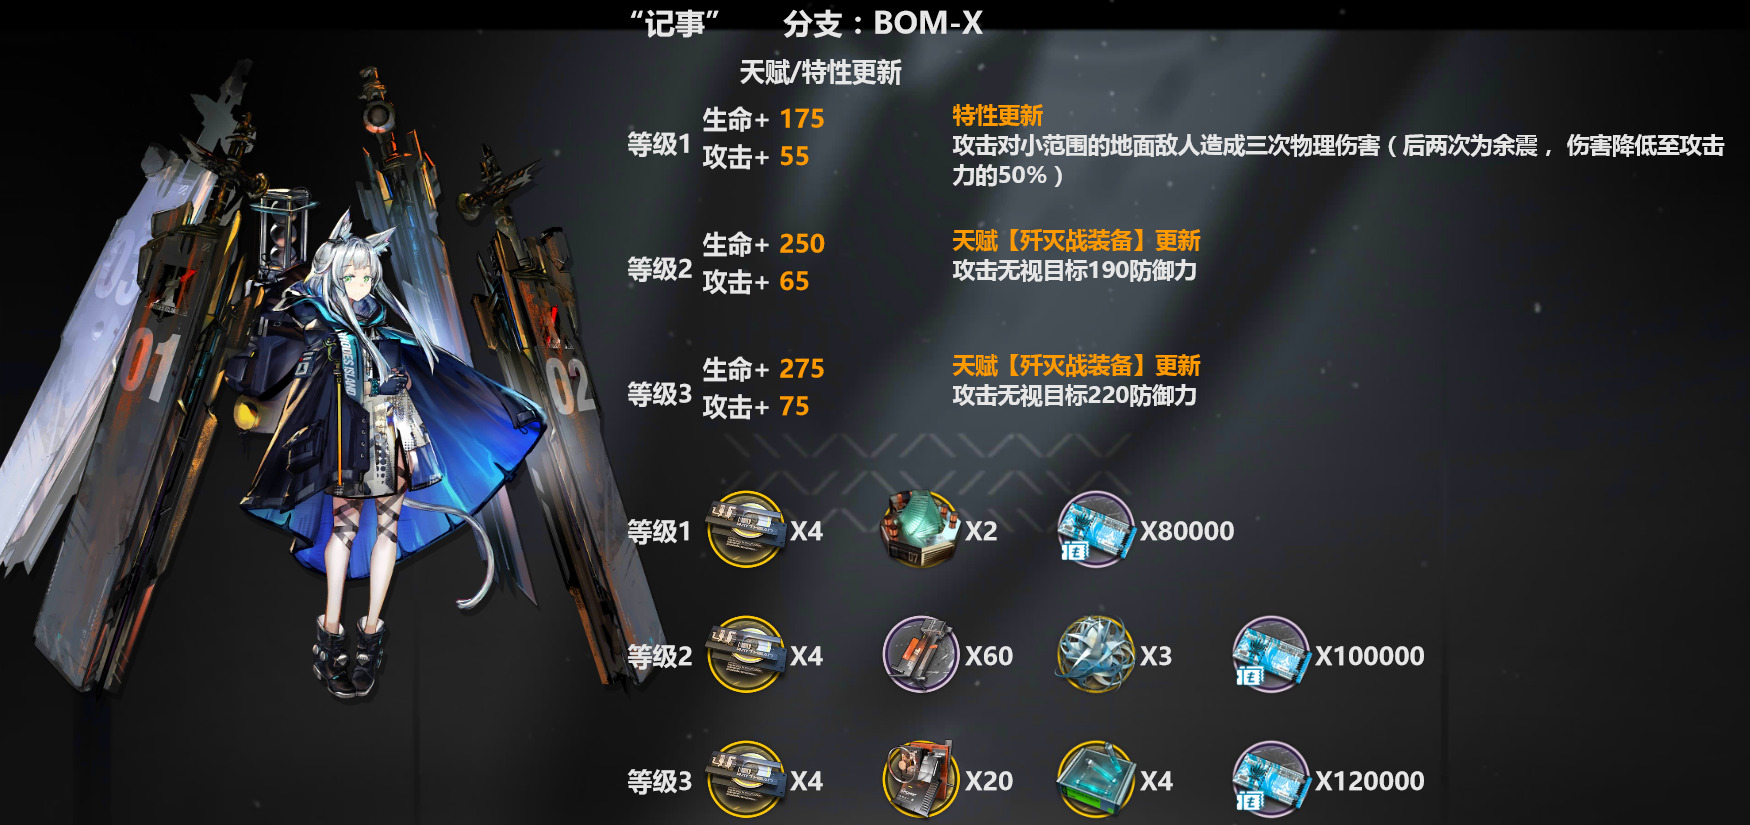 “记事” 分支：BOM-X
天赋/特性更新
等级1
生命+ 175
攻击+ 55
特性更新
攻击对小范围的地面敌人造成三次物理伤害（后两次为余震，伤害降低至攻击
力的50%）
等级2
生命+ 250
攻击+ 65
天赋【歼灭战装备】更新
攻击无视目标190防御力
等级3
生命+ 275
攻击+ 75
天赋【歼灭战装备】更新
攻击无视目标220防御力
等级1 X4 X2 X80000
等级2 X4 X60 X3 X100000
等级3 X4 X20 X4 X120000
03
01
02
RHODES ISLAND